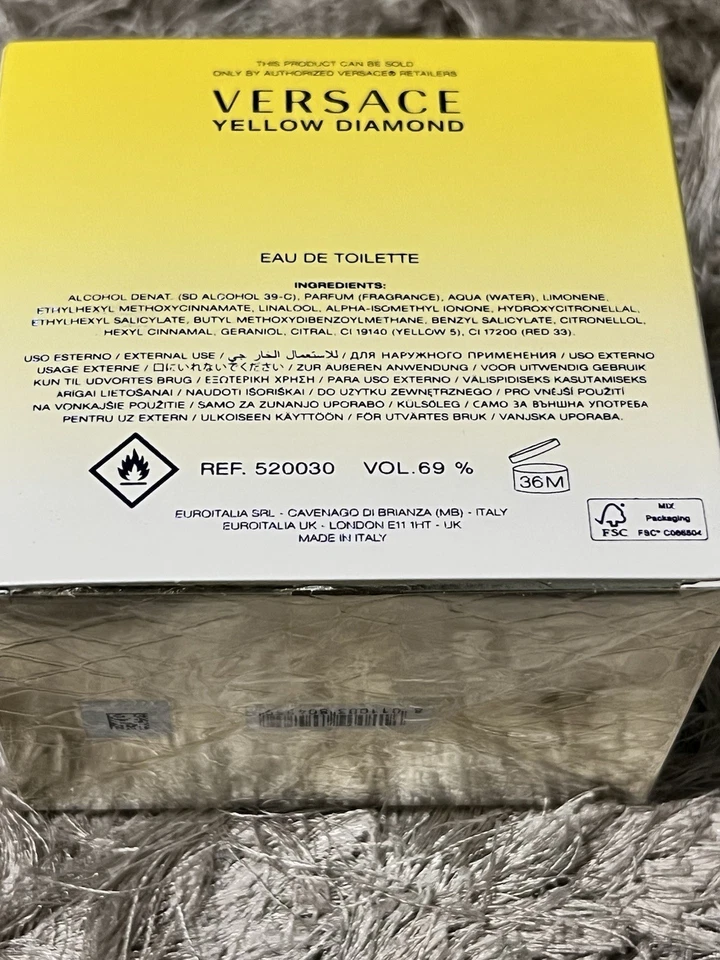 THIS PRODUCT CAN BE SOLD
ONLY BY AUTHORIZED VERSACE® RETAILERS
VERSACE
YELLOW DIAMOND
EAU DE TOILETTE
INGREDIENTS:
ALCOHOL DENAT. (SD ALCOHOL 39-C), PARFUM (FRAGRANCE), AQUA (WATER), LIMONENE,
ETHYLHEXYL METHOXYCINNAMATE, LINALOOL, ALPHA-ISOMETHYL IONONE, HYDROXYCITRONELLAL,
ETHYLHEXYL SALICYLATE, BUTYL METHOXYDIBENZOYLMETHANE, BENZYL SALICYLATE, CITRONELLOL,
HEXYL CINNAMAL, GERANIOL, CITRAL, CI 19140 (YELLOW 5), CI 17200 (RED 33).
USO ESTERNO / EXTERNAL USE / للاستعمال الخارجي / ДЛЯ НАРУЖНОГО ПРИМЕНЕНИЯ / USO EXTERNO
USAGE EXTERNE / 口にいれないでください / ZUR ÄUßEREN ANWENDUNG / VOOR UITWENDIG GEBRUIK
KUN TIL UDVORTES BRUG / ΕΞΩΤΕΡΙΚΗ ΧΡΗΣΗ / PARA USO EXTERNO / VÄLISPIDISEKS KASUTAMISEKS
ĀRĪGAI LIETOŠANAI / NAUDOTI IŠORIŠKAI / DO UŻYTKU ZEWNĘTRZNEGO / PRO VNĚJŠÍ POUŽITÍ
NA VONKAJŠIE POUŽITIE / SAMO ZA ZUNANJO UPORABO / KÜLSŐLEG / САМО ЗА ВЪНШНА УПОТРЕБА
PENTRU UZ EXTERN / ULKOISEEN KÄYTTÖÖN / FÖR UTVÄRTES BRUK / VANJSKA UPORABA.
REF. 520030 VOL.69 %
36M
EUROITALIA SRL - CAVENAGO DI BRIANZA (MB) - ITALY
EUROITALIA UK - LONDON E11 1HT - UK
MADE IN ITALY
FSC
MIX
Packaging
FSC® C066504